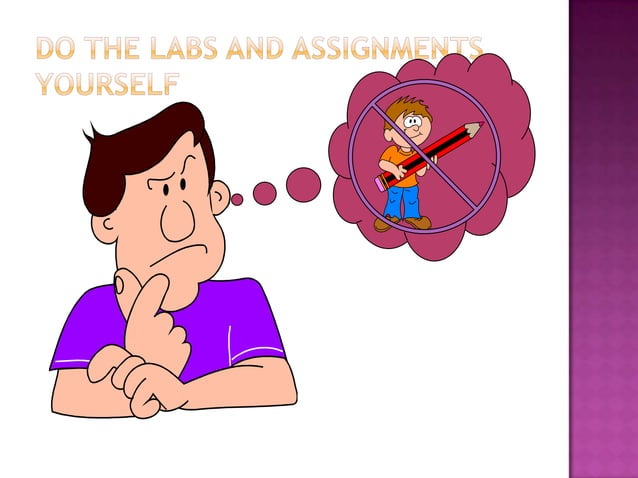 DO THE LABS AND ASSIGNMENTS
YOURSELF